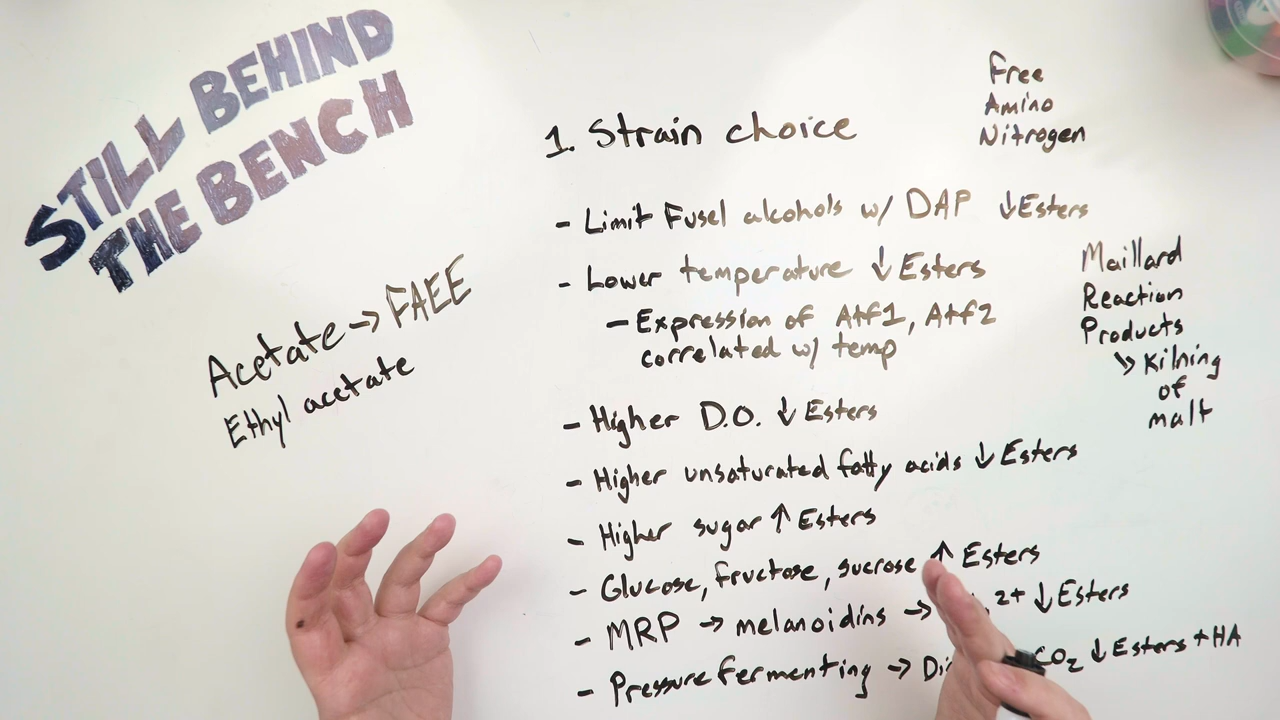 STILL BEHIND
THE BENCH
Acetate → FAEE
Ethyl acetate
1. Strain choice
Free
Amino
Nitrogen
- Limit Fusel alcohols w/ DAP ↓Esters
- Lower temperature ↓ Esters
- Expression of Atf1, Atf2
correlated w/ temp
Maillard
Reaction
Products
↳ Kilning
of
malt
- Higher D.O. ↓ Esters
- Higher unsaturated fatty acids ↓ Esters
- Higher sugar ↑ Esters
- Glucose, fructose, sucrose ↑ Esters
- MRP → melanoidins → 2+ ↓ Esters
- Pressure fermenting → CO2 ↓ Esters + HA